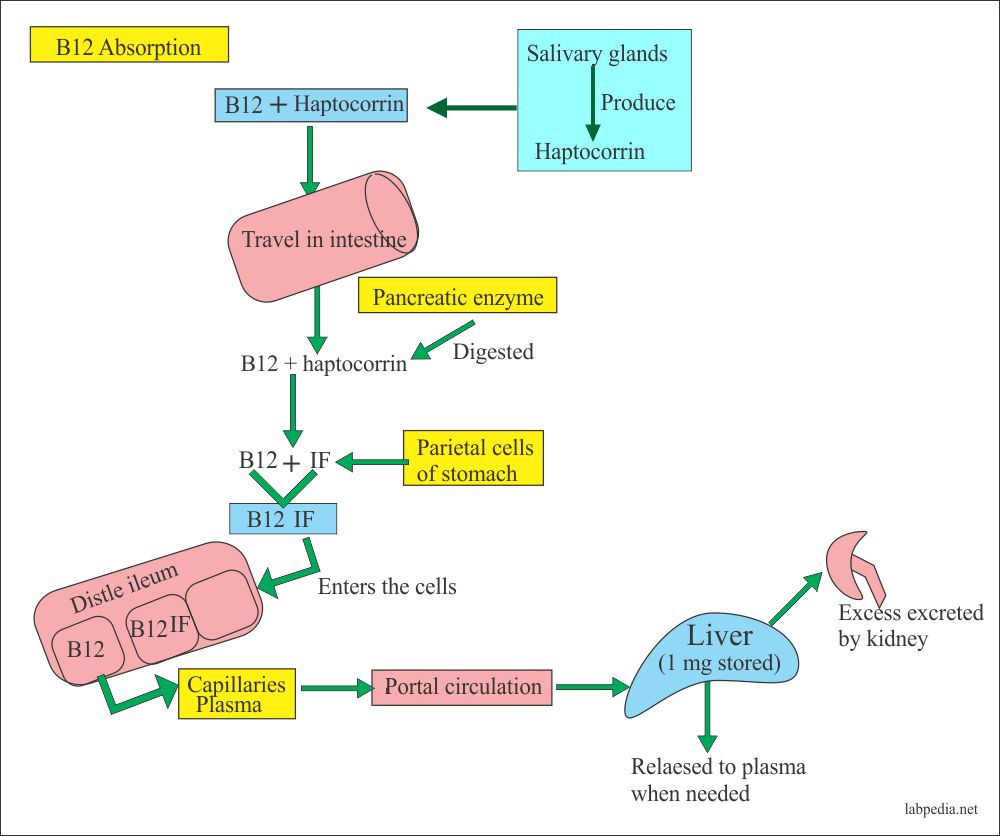 B12 Absorption
Salivary glands
Produce
Haptocorrin
B12 + Haptocorrin
Travel in intestine
Pancreatic enzyme
Digested
B12 + haptocorrin
B12 + IF
Parietal cells
of stomach
B12 IF
Enters the cells
Distle ileum
B12
B12 IF
Capillaries
Plasma
Portal circulation
Liver
(1 mg stored)
Excess excreted
by kidney
Relaesed to plasma
when needed
labpedia.net